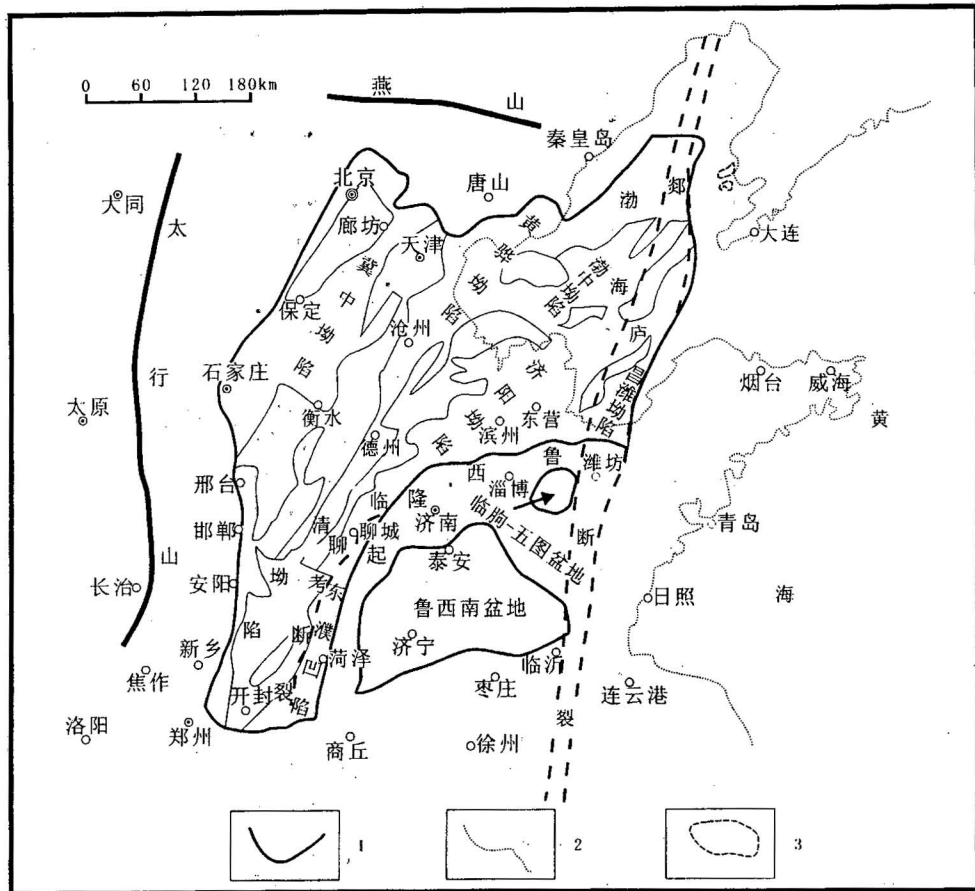 0 60 120 180km
燕山
秦皇岛
北京
唐山
大同
太行山
廊坊
天津
大连
渤海
郯庐断裂
黄骅坳陷
冀中坳陷
渤中坳陷
保定
沧州
石家庄
济阳坳陷
昌潍坳陷
烟台
威海
黄海
太原
衡水
东营
滨州
德州
鲁西隆起
潍坊
邢台
临清坳陷
淄博
济南
临朐-五图盆地
青岛
邯郸
聊城
聊考断裂
泰安
长治
安阳
东濮凹陷
鲁西南盆地
日照
新乡
济宁
菏泽
临沂
焦作
枣庄
连云港
开封
洛阳
郑州
商丘
徐州
1
2
3